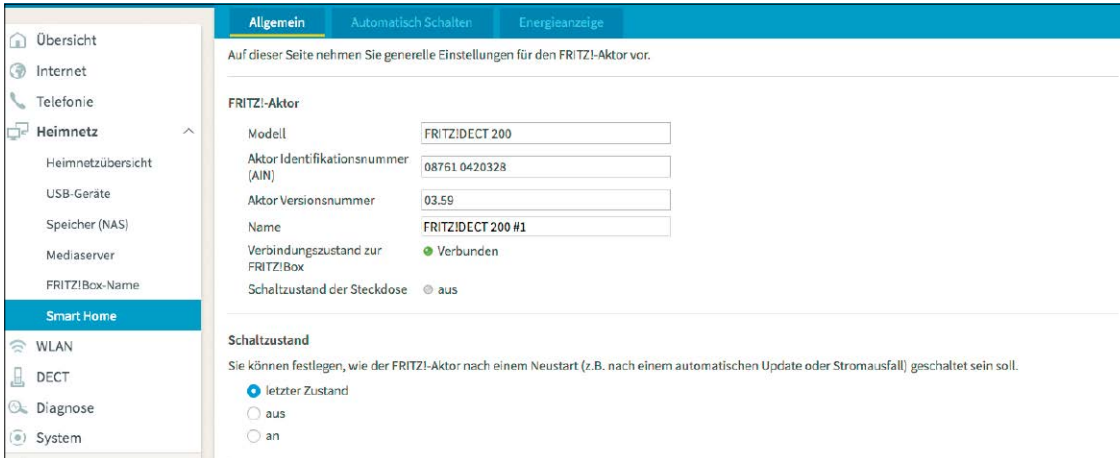 Allgemein
Automatisch Schalten
Energieanzeige
Übersicht
Internet
Telefonie
Heimnetz
Heimnetzübersicht
USB-Geräte
Speicher (NAS)
Mediaserver
FRITZ!Box-Name
Smart Home
WLAN
DECT
Diagnose
System
Auf dieser Seite nehmen Sie generelle Einstellungen für den FRITZ!-Aktor vor.
FRITZ!-Aktor
Modell FRITZ!DECT 200
Aktor Identifikationsnummer
(AIN) 08761 0420328
Aktor Versionsnummer 03.59
Name FRITZ!DECT 200 #1
Verbindungszustand zur
FRITZ!Box Verbunden
Schaltzustand der Steckdose aus
Schaltzustand
Sie können festlegen, wie der FRITZ!-Aktor nach einem Neustart (z.B. nach einem automatischen Update oder Stromausfall) geschaltet sein soll.
letzter Zustand
aus
an